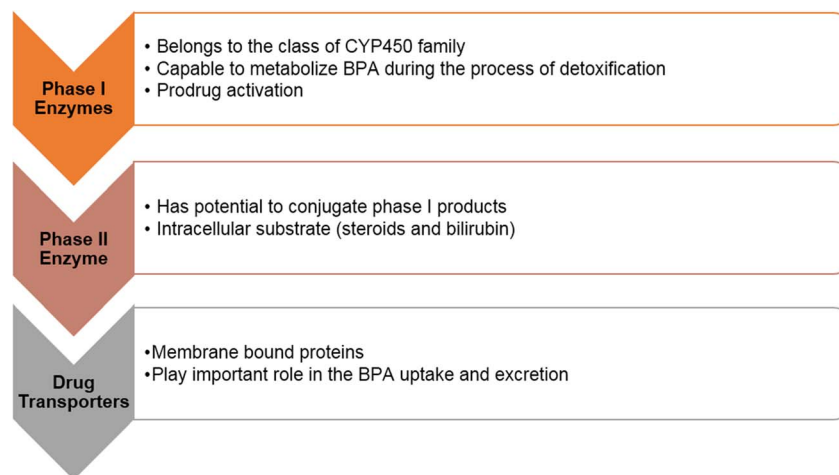 Phase I
Enzymes
• Belongs to the class of CYP450 family
• Capable to metabolize BPA during the process of detoxification
• Prodrug activation
Phase II
Enzyme
• Has potential to conjugate phase I products
• Intracellular substrate (steroids and bilirubin)
Drug
Transporters
•Membrane bound proteins
•Play important role in the BPA uptake and excretion